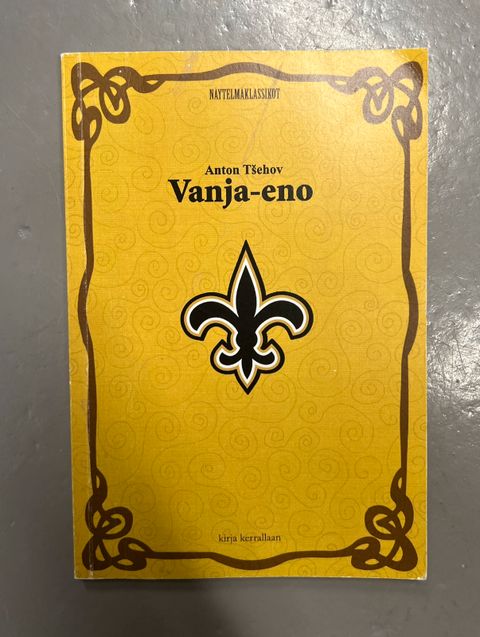 NÄYTELMÄKLASSIKOT
Anton Tšehov
Vanja-eno
kirja kerrallaan